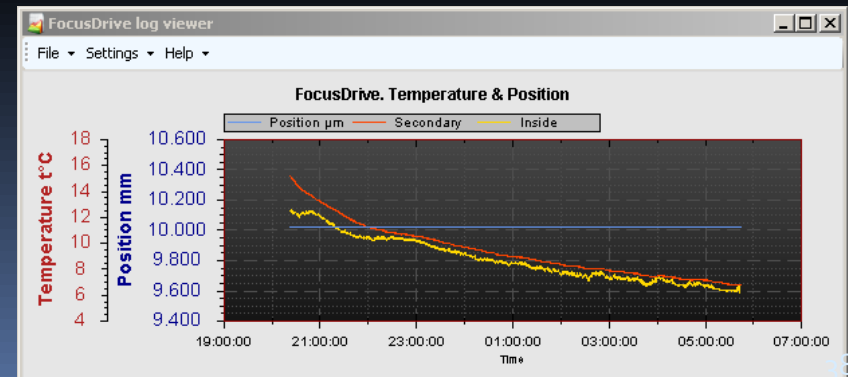 FocusDrive log viewer
File Settings Help
FocusDrive. Temperature & Position
Position µm Secondary Inside
Temperature t°C
18
16
14
12
10
8
6
4
Position mm
10.600
10.400
10.200
10.000
9.800
9.600
9.400
19:00:00 21:00:00 23:00:00 01:00:00 03:00:00 05:00:00 07:00:00
Time